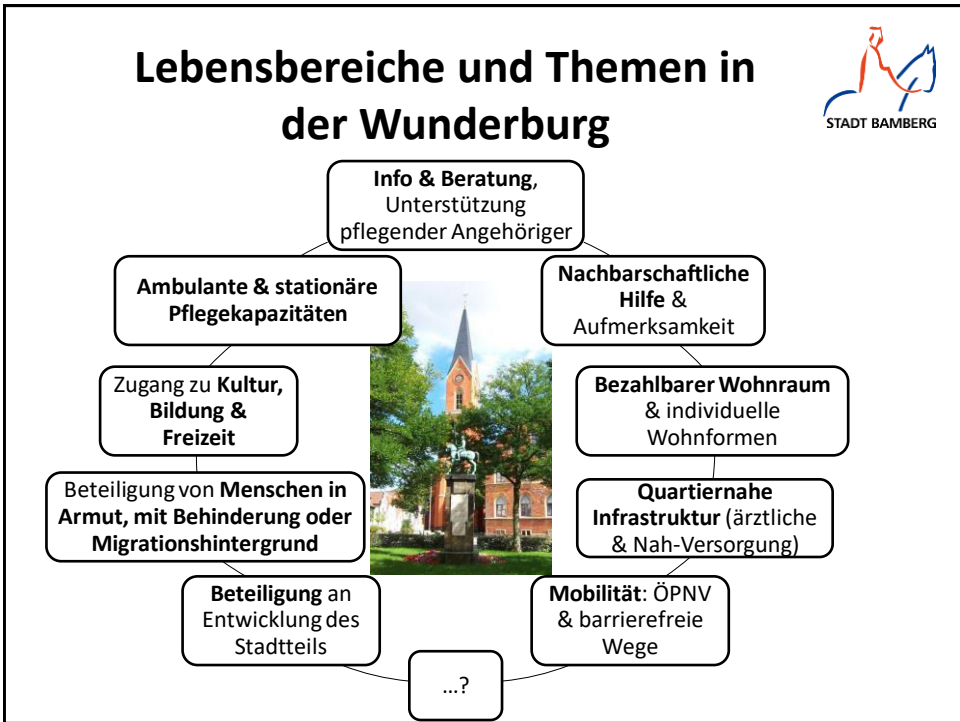 Lebensbereiche und Themen in
der Wunderburg
STADT BAMBERG
Info & Beratung,
Unterstützung
pflegender Angehöriger
Nachbarschaftliche
Hilfe &
Aufmerksamkeit
Bezahlbarer Wohnraum
& individuelle
Wohnformen
Quartiernahe
Infrastruktur (ärztliche
& Nah-Versorgung)
Mobilität: ÖPNV
& barrierefreie
Wege
...?
Beteiligung an
Entwicklung des
Stadtteils
Beteiligung von Menschen in
Armut, mit Behinderung oder
Migrationshintergrund
Zugang zu Kultur,
Bildung &
Freizeit
Ambulante & stationäre
Pflegekapazitäten